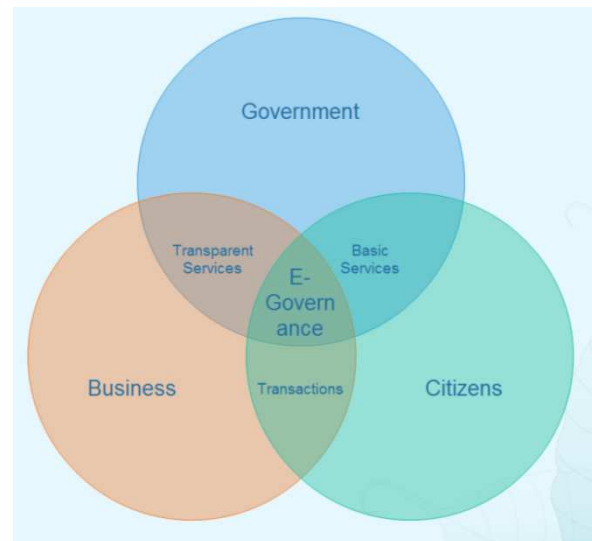 Government
Transparent
Services
Basic
Services
E-
Govern
ance
Business
Transactions
Citizens